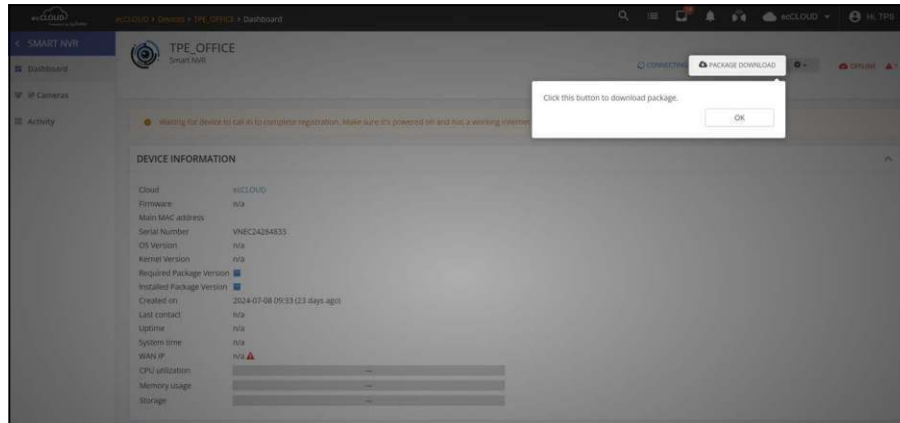 ecCLOUD
ecCLOUD > Devices > TPE_OFFICE > Dashboard
ecCLOUD
Hi, TPS
SMART NVR
Dashboard
IP Cameras
Activity
TPE_OFFICE
Smart NVR
CONNECTING
PACKAGE DOWNLOAD
OFFLINE
Click this button to download package.
OK
Waiting for device to call in to complete registration. Make sure it's powered on and has a working internet
DEVICE INFORMATION
Cloud ecCLOUD
Firmware n/a
Main MAC address
Serial Number VNEC24264835
OS Version n/a
Kernel Version n/a
Required Package Version
Installed Package Version
Created on 2024-07-08 09:33 (23 days ago)
Last contact n/a
Uptime n/a
System time n/a
WAN IP n/a
CPU utilization —
Memory usage —
Storage —